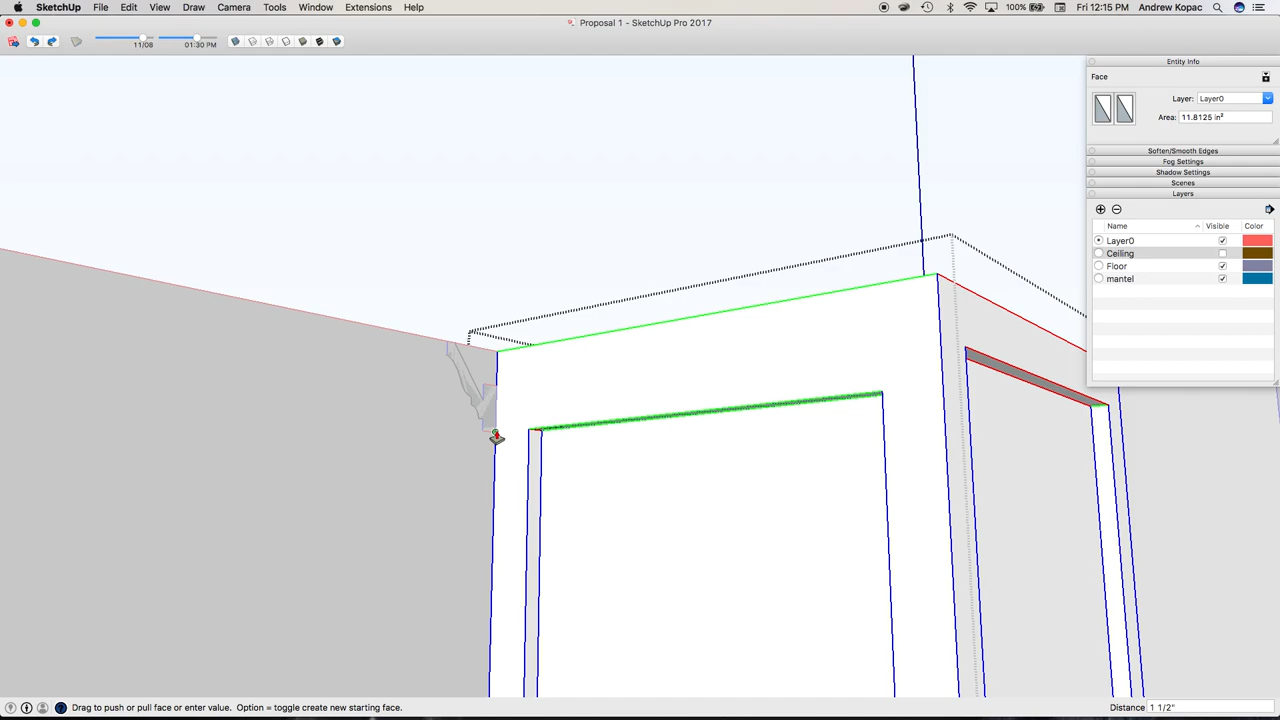 SketchUp File Edit View Draw Camera Tools Window Extensions Help 100% Fri 12:15 PM Andrew Kopac
Proposal 1 - SketchUp Pro 2017
11/08 01:30 PM
Entity Info
Face
Layer: Layer0
Area: 11.8125 in²
Soften/Smooth Edges
Fog Settings
Shadow Settings
Scenes
Layers
Name Visible Color
Layer0
Ceiling
Floor
mantel
Drag to push or pull face or enter value. Option = toggle create new starting face. Distance 1 1/2"